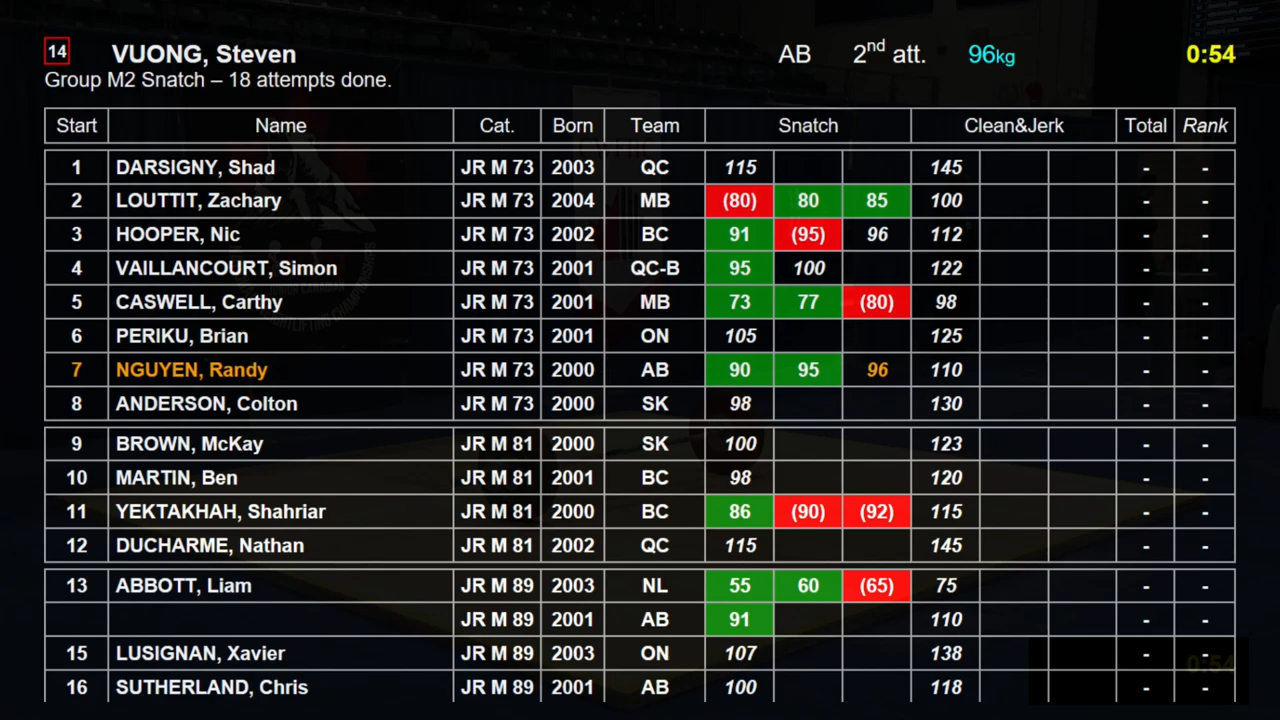 14 VUONG, Steven AB 2nd att. 96kg 0:54
Group M2 Snatch – 18 attempts done.
Start Name Cat. Born Team Snatch Clean&Jerk Total Rank
1 DARSIGNY, Shad JR M 73 2003 QC 115 145 - -
2 LOUTTIT, Zachary JR M 73 2004 MB (80) 80 85 100 - -
3 HOOPER, Nic JR M 73 2002 BC 91 (95) 96 112 - -
4 VAILLANCOURT, Simon JR M 73 2001 QC-B 95 100 122 - -
5 CASWELL, Carthy JR M 73 2001 MB 73 77 (80) 98 - -
6 PERIKU, Brian JR M 73 2001 ON 105 125 - -
7 NGUYEN, Randy JR M 73 2000 AB 90 95 96 110 - -
8 ANDERSON, Colton JR M 73 2000 SK 98 130 - -
9 BROWN, McKay JR M 81 2000 SK 100 123 - -
10 MARTIN, Ben JR M 81 2001 BC 98 120 - -
11 YEKTAKHAH, Shahriar JR M 81 2000 BC 86 (90) (92) 115 - -
12 DUCHARME, Nathan JR M 81 2002 QC 115 145 - -
13 ABBOTT, Liam JR M 89 2003 NL 55 60 (65) 75 - -
JR M 89 2001 AB 91 110 - -
15 LUSIGNAN, Xavier JR M 89 2003 ON 107 138 - -
0:54
16 SUTHERLAND, Chris JR M 89 2001 AB 100 118 - -